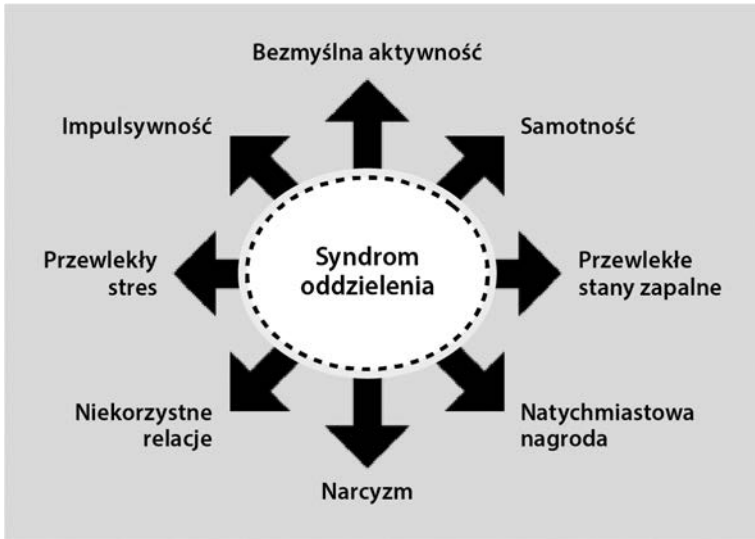 Bezmyślna aktywność
Impulsywność
Samotność
Przewlekły
stres
Syndrom
oddzielenia
Przewlekłe
stany zapalne
Niekorzystne
relacje
Natychmiastowa
nagroda
Narcyzm